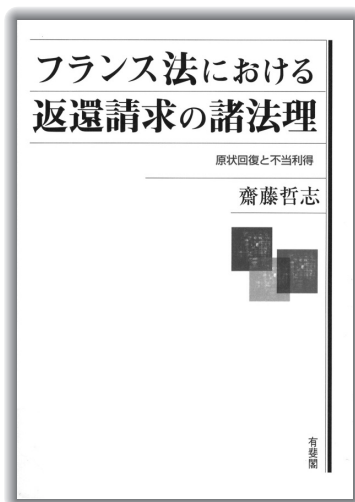 フランス法における
返還請求の諸法理
原状回復と不当利得
齋藤哲志
有斐閣